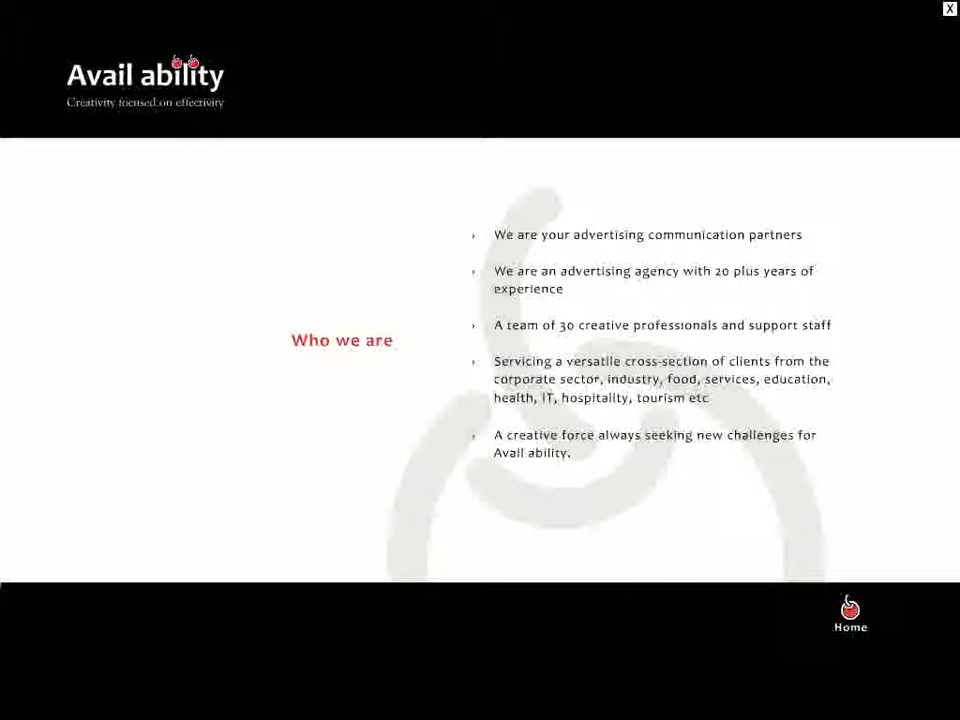 X
Avail ability
Creativity focused on effectivity
› We are your advertising communication partners
› We are an advertising agency with 20 plus years of
experience
Who we are
› A team of 30 creative professionals and support staff
› Servicing a versatile cross-section of clients from the
corporate sector, industry, food, services, education,
health, IT, hospitality, tourism etc
› A creative force always seeking new challenges for
Avail ability.
Home